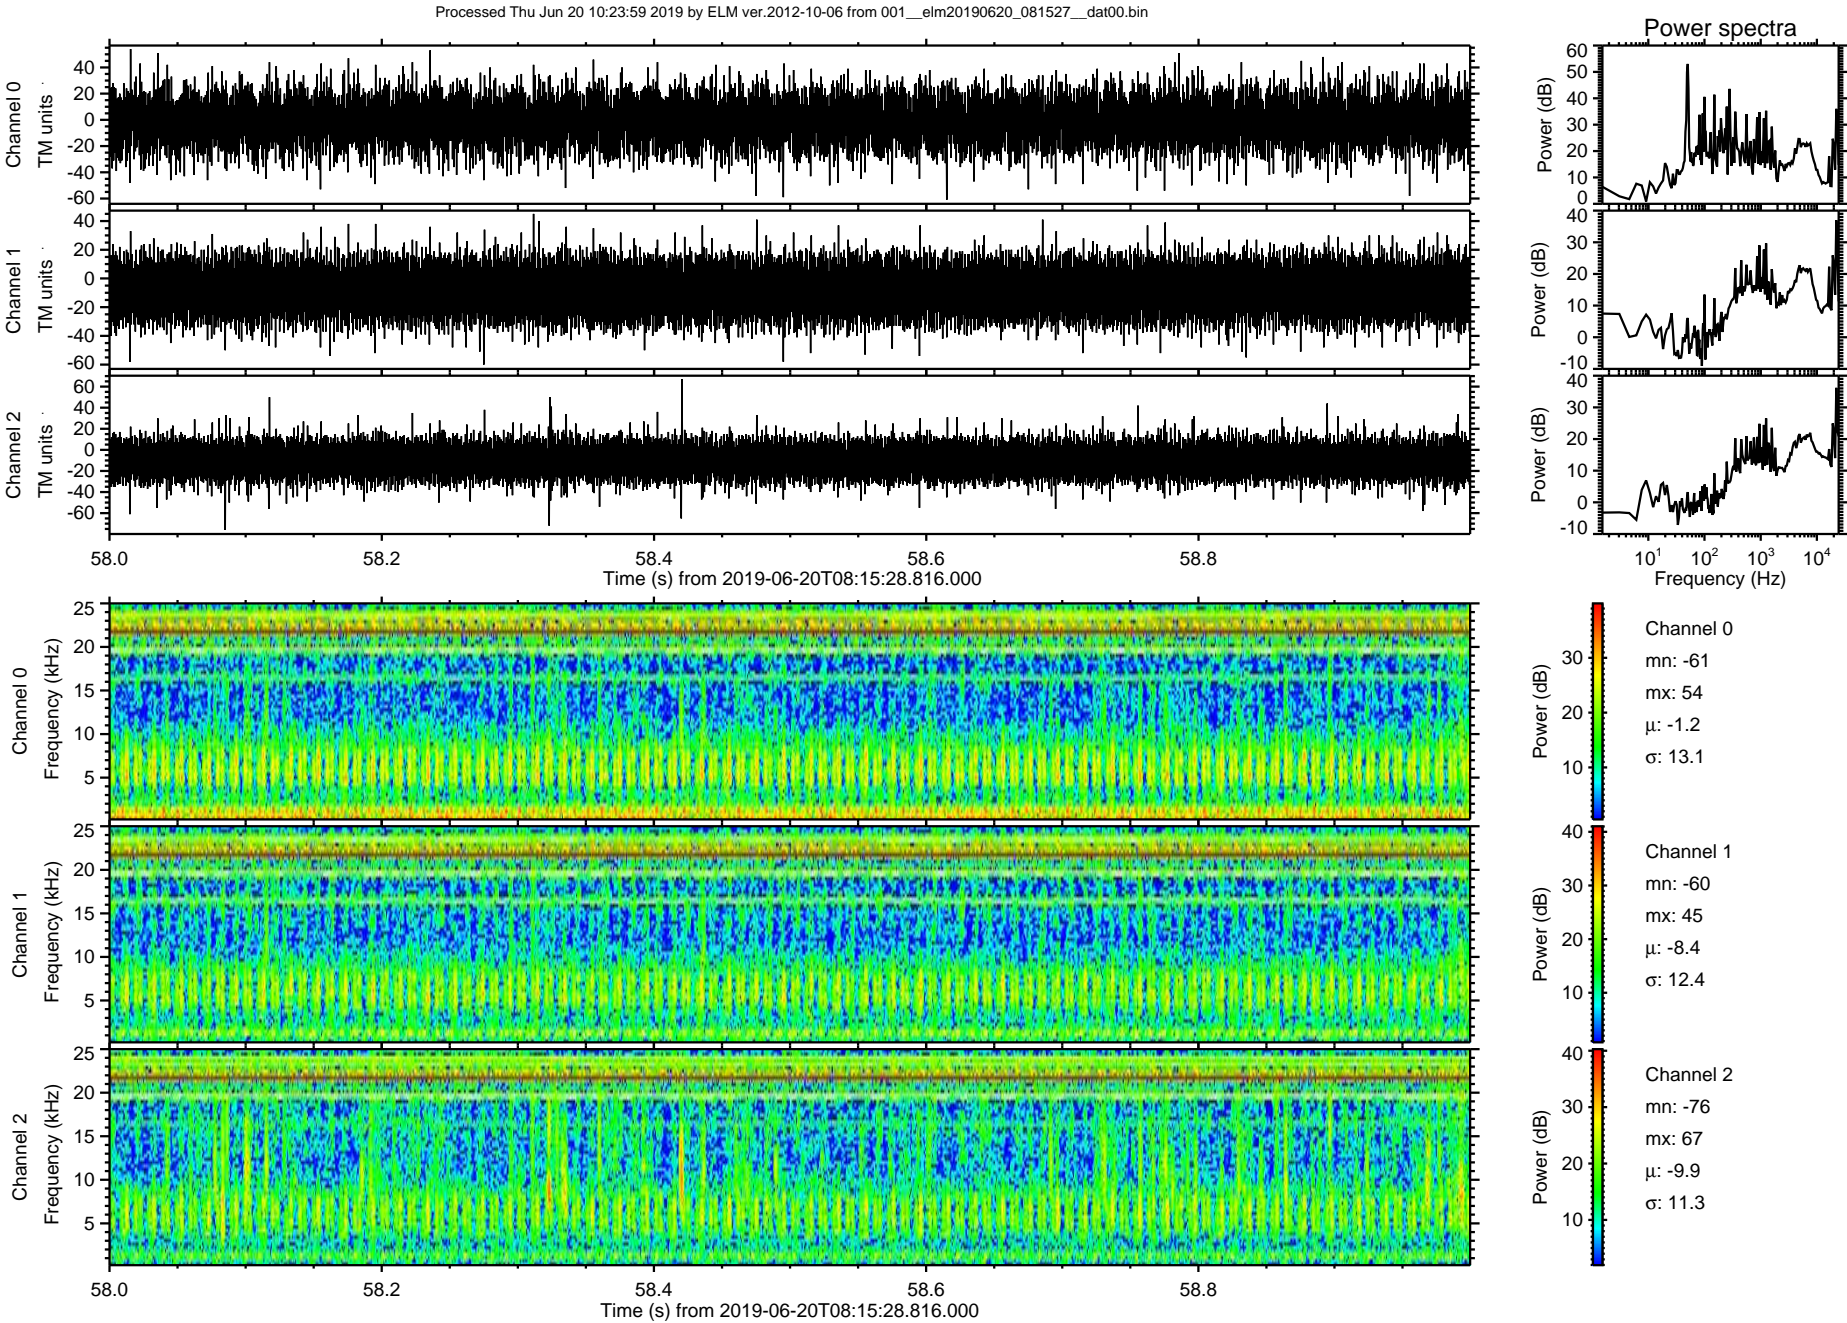 Processed Thu Jun 20 10:23:59 2019 by ELM ver.2012-10-06 from 001__elm20190620_081527__dat00.bin
Power spectra
Channel 0
TM units
40
20
0
-20
-40
-60
Power (dB)
60
50
40
30
20
10
0
Channel 1
TM units
40
20
0
-20
-40
-60
Power (dB)
40
30
20
10
0
-10
Channel 2
TM units
60
40
20
0
-20
-40
-60
Power (dB)
40
30
20
10
0
-10
58.0 58.2 58.4 58.6 58.8
Time (s) from 2019-06-20T08:15:28.816.000
10¹ 10² 10³ 10⁴
Frequency (Hz)
Channel 0
Frequency (kHz)
25
20
15
10
5
Power (dB)
30
20
10
Channel 0
mn: -61
mx: 54
μ: -1.2
σ: 13.1
Channel 1
Frequency (kHz)
25
20
15
10
5
Power (dB)
40
30
20
10
Channel 1
mn: -60
mx: 45
μ: -8.4
σ: 12.4
Channel 2
Frequency (kHz)
25
20
15
10
5
Power (dB)
40
30
20
10
Channel 2
mn: -76
mx: 67
μ: -9.9
σ: 11.3
58.0 58.2 58.4 58.6 58.8
Time (s) from 2019-06-20T08:15:28.816.000